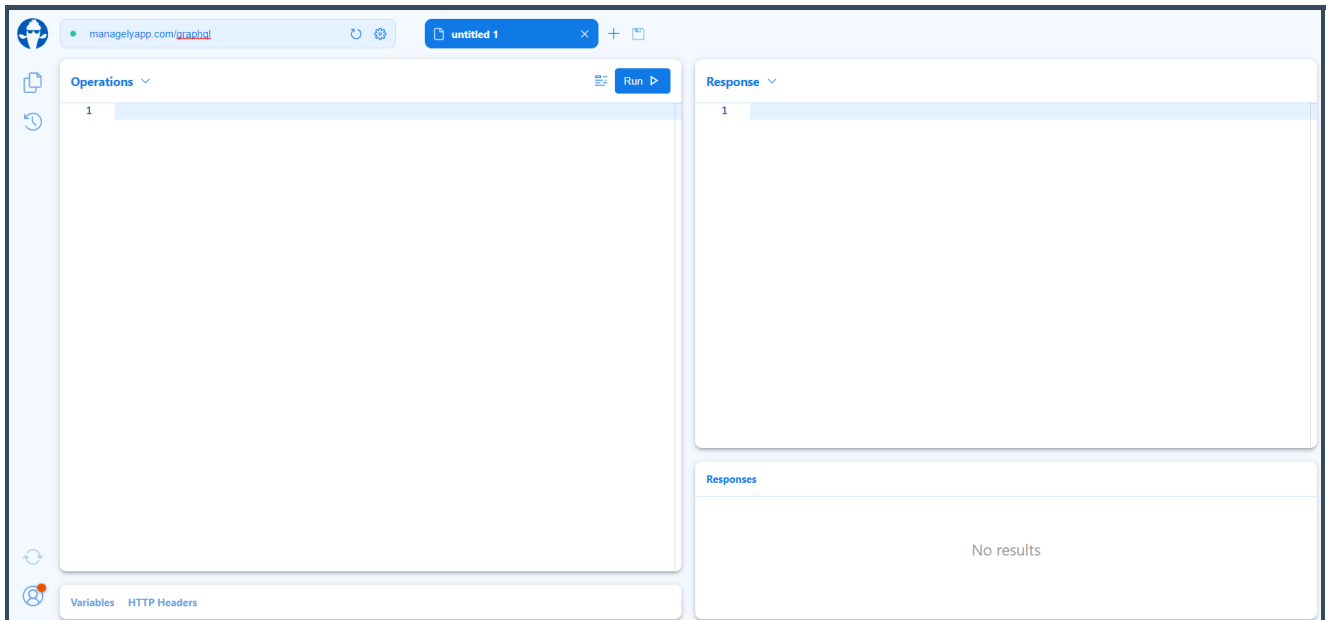 managelyapp.com/graphql
untitled 1
Operations
Run
Response
1
1
Responses
No results
Variables HTTP Headers